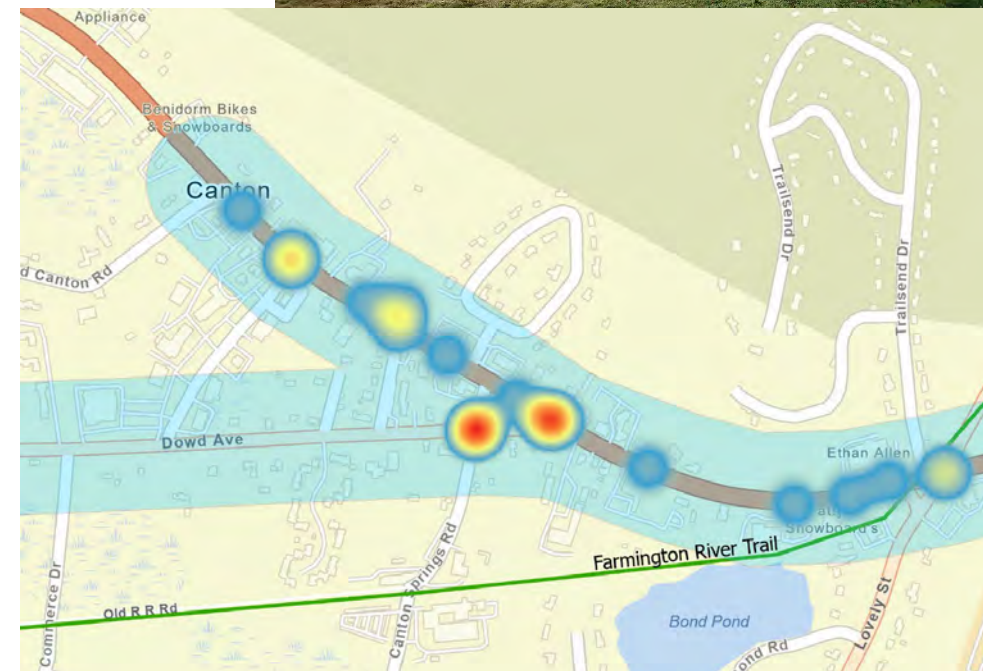 Appliance
Benidorm Bikes
& Snowboards
Canton
d Canton Rd
Trailsend Dr
Trailsend Dr
Dowd Ave
Ethan Allen
Snowboard's
Farmington River Trail
Canton Springs Rd
Old R R Rd
Commerce Dr
Bond Pond
Lovely St
ond Rd